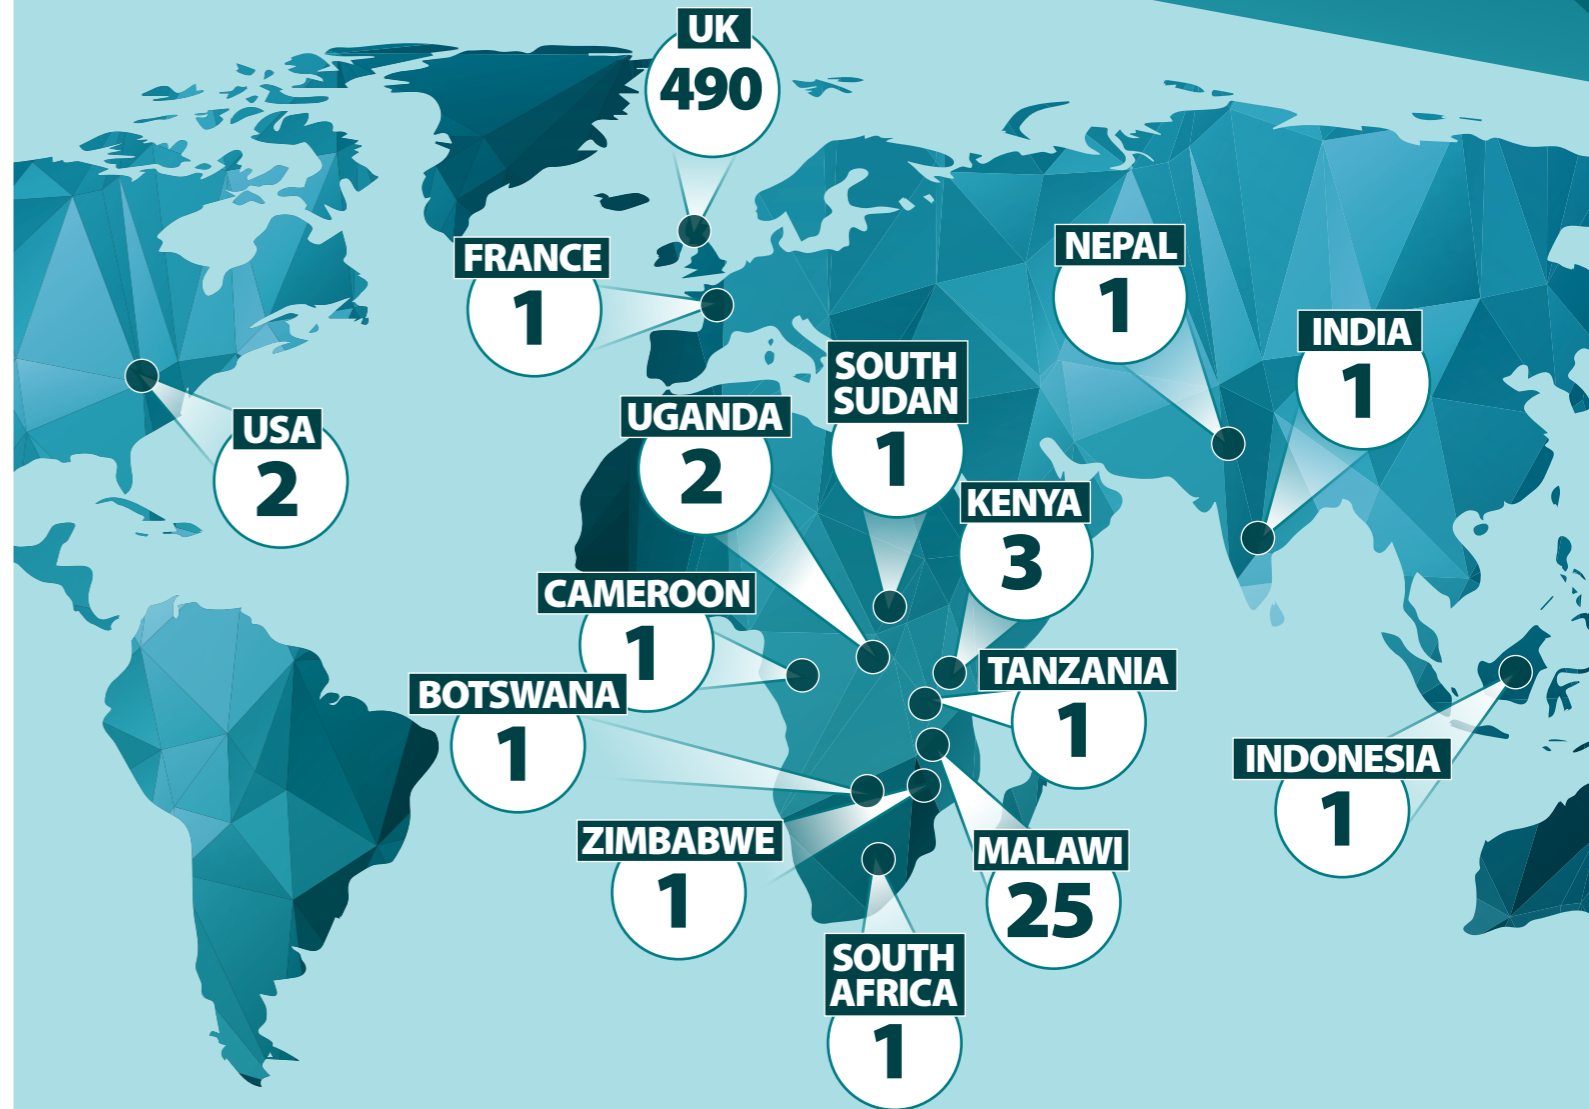 UK
490
FRANCE
1
NEPAL
1
INDIA
1
SOUTH
SUDAN
1
USA
2
UGANDA
2
KENYA
3
CAMEROON
1
TANZANIA
1
BOTSWANA
1
INDONESIA
1
ZIMBABWE
1
MALAWI
25
SOUTH
AFRICA
1